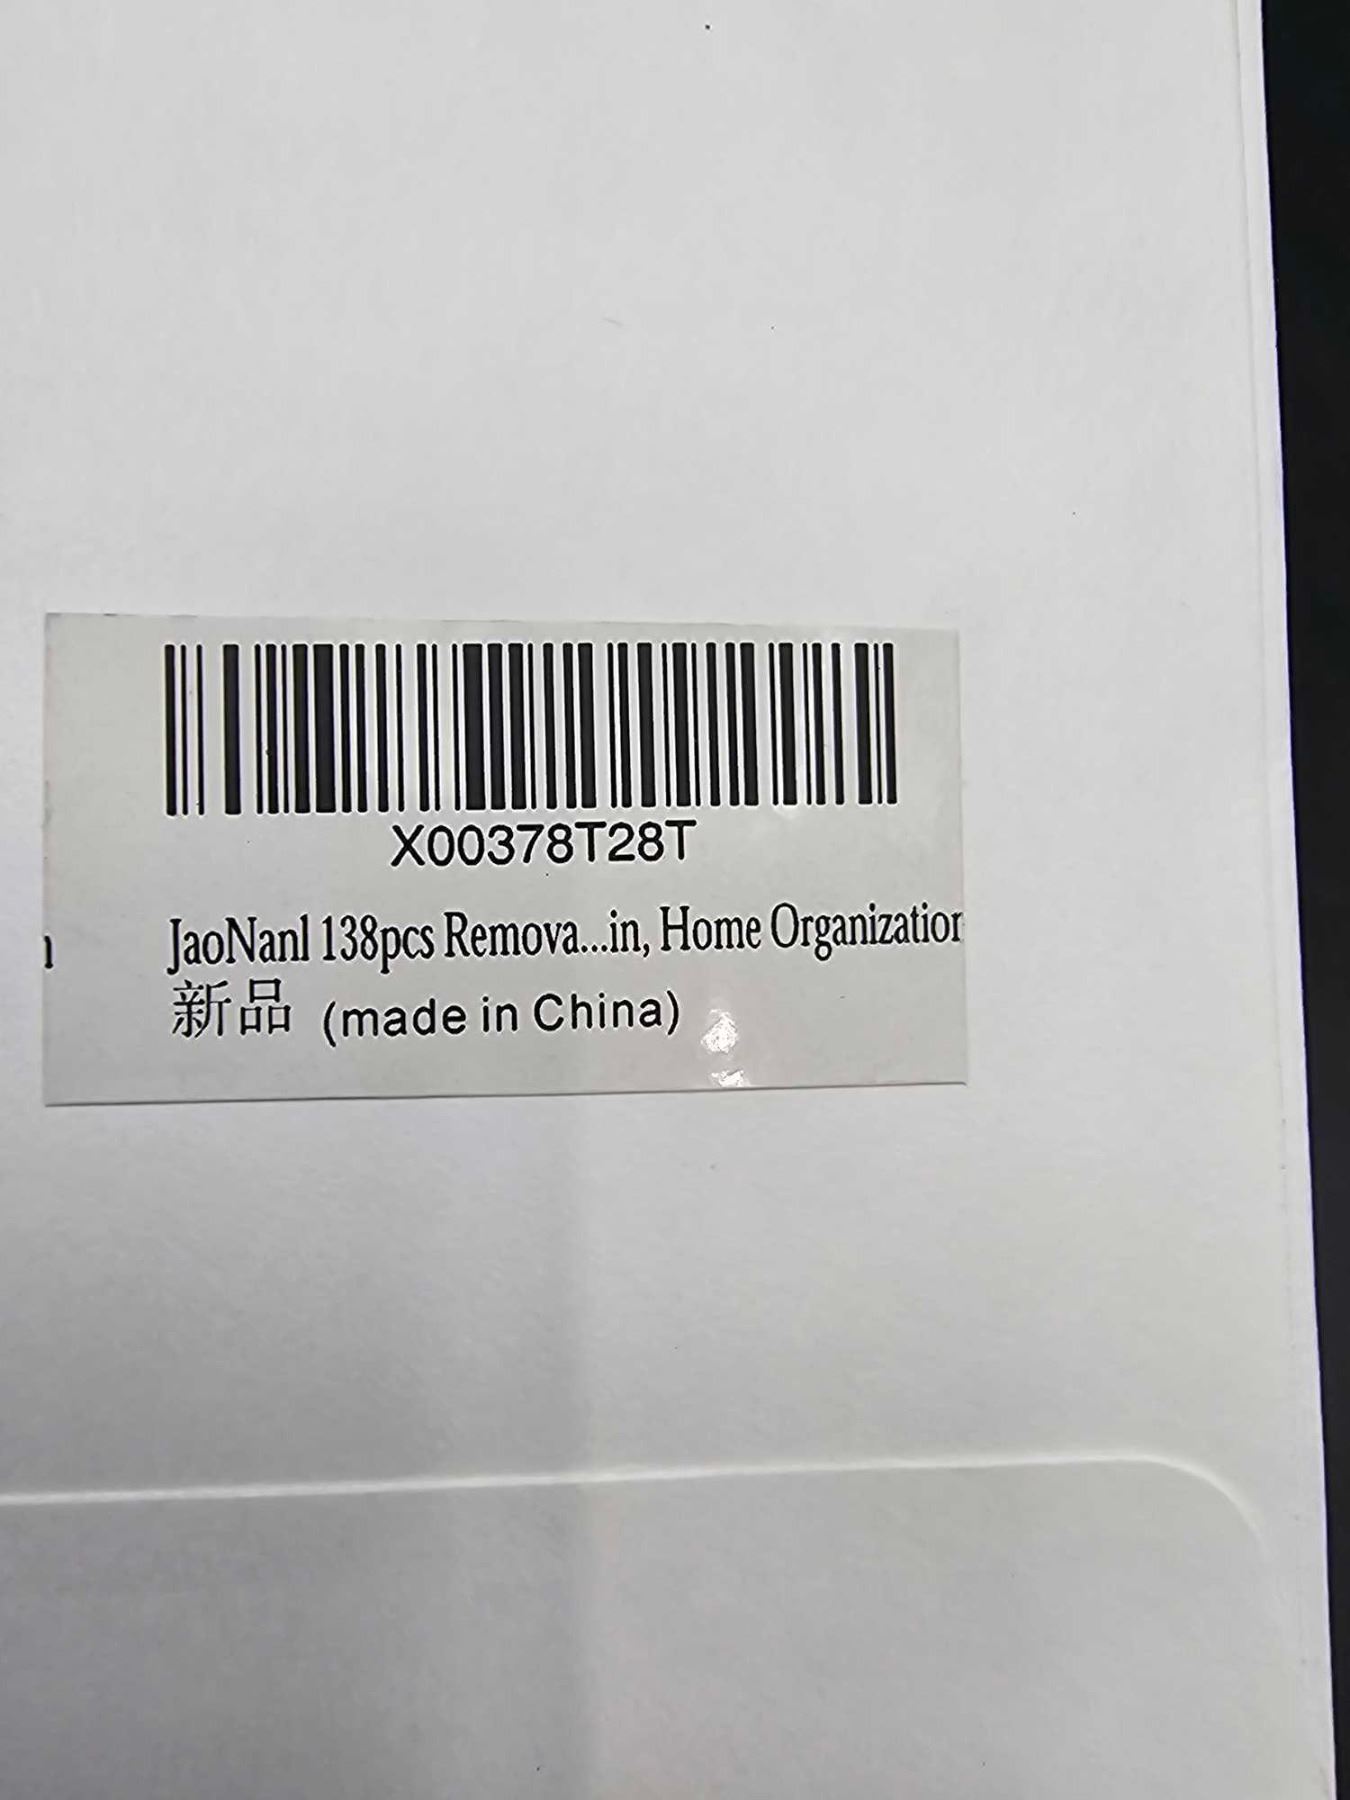 X00378T28T
JaoNanl 138pcs Remova...in, Home Organization
新品 (made in China)